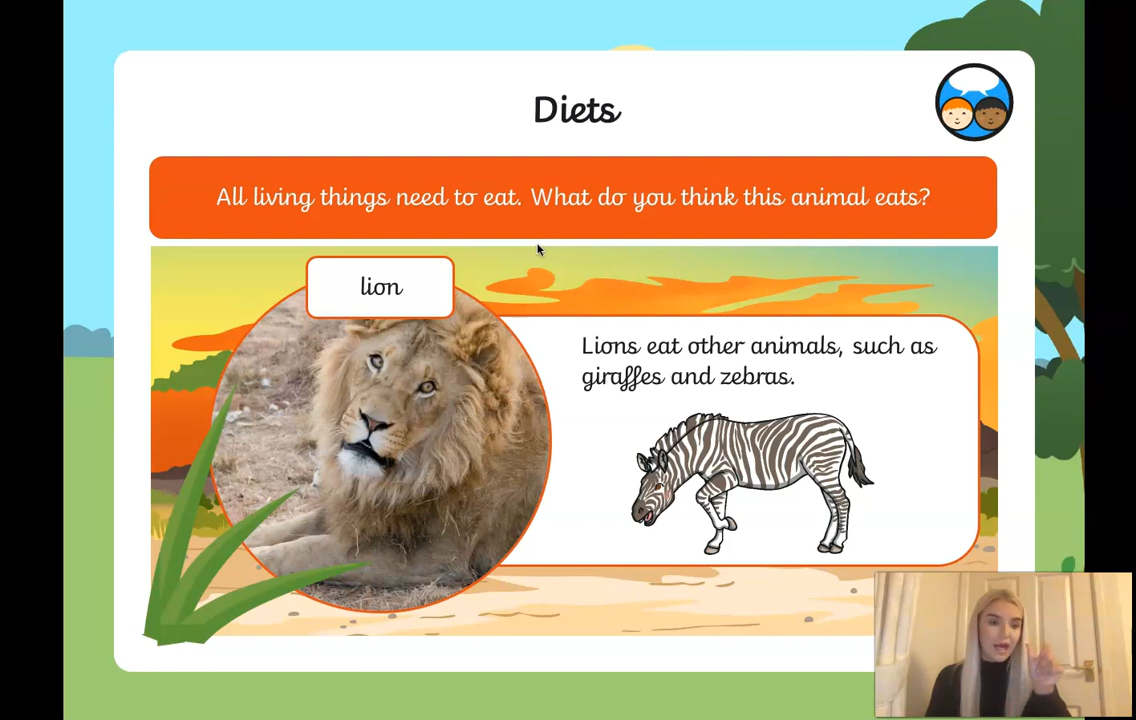 Diets
All living things need to eat. What do you think this animal eats?
lion
Lions eat other animals, such as
giraffes and zebras.